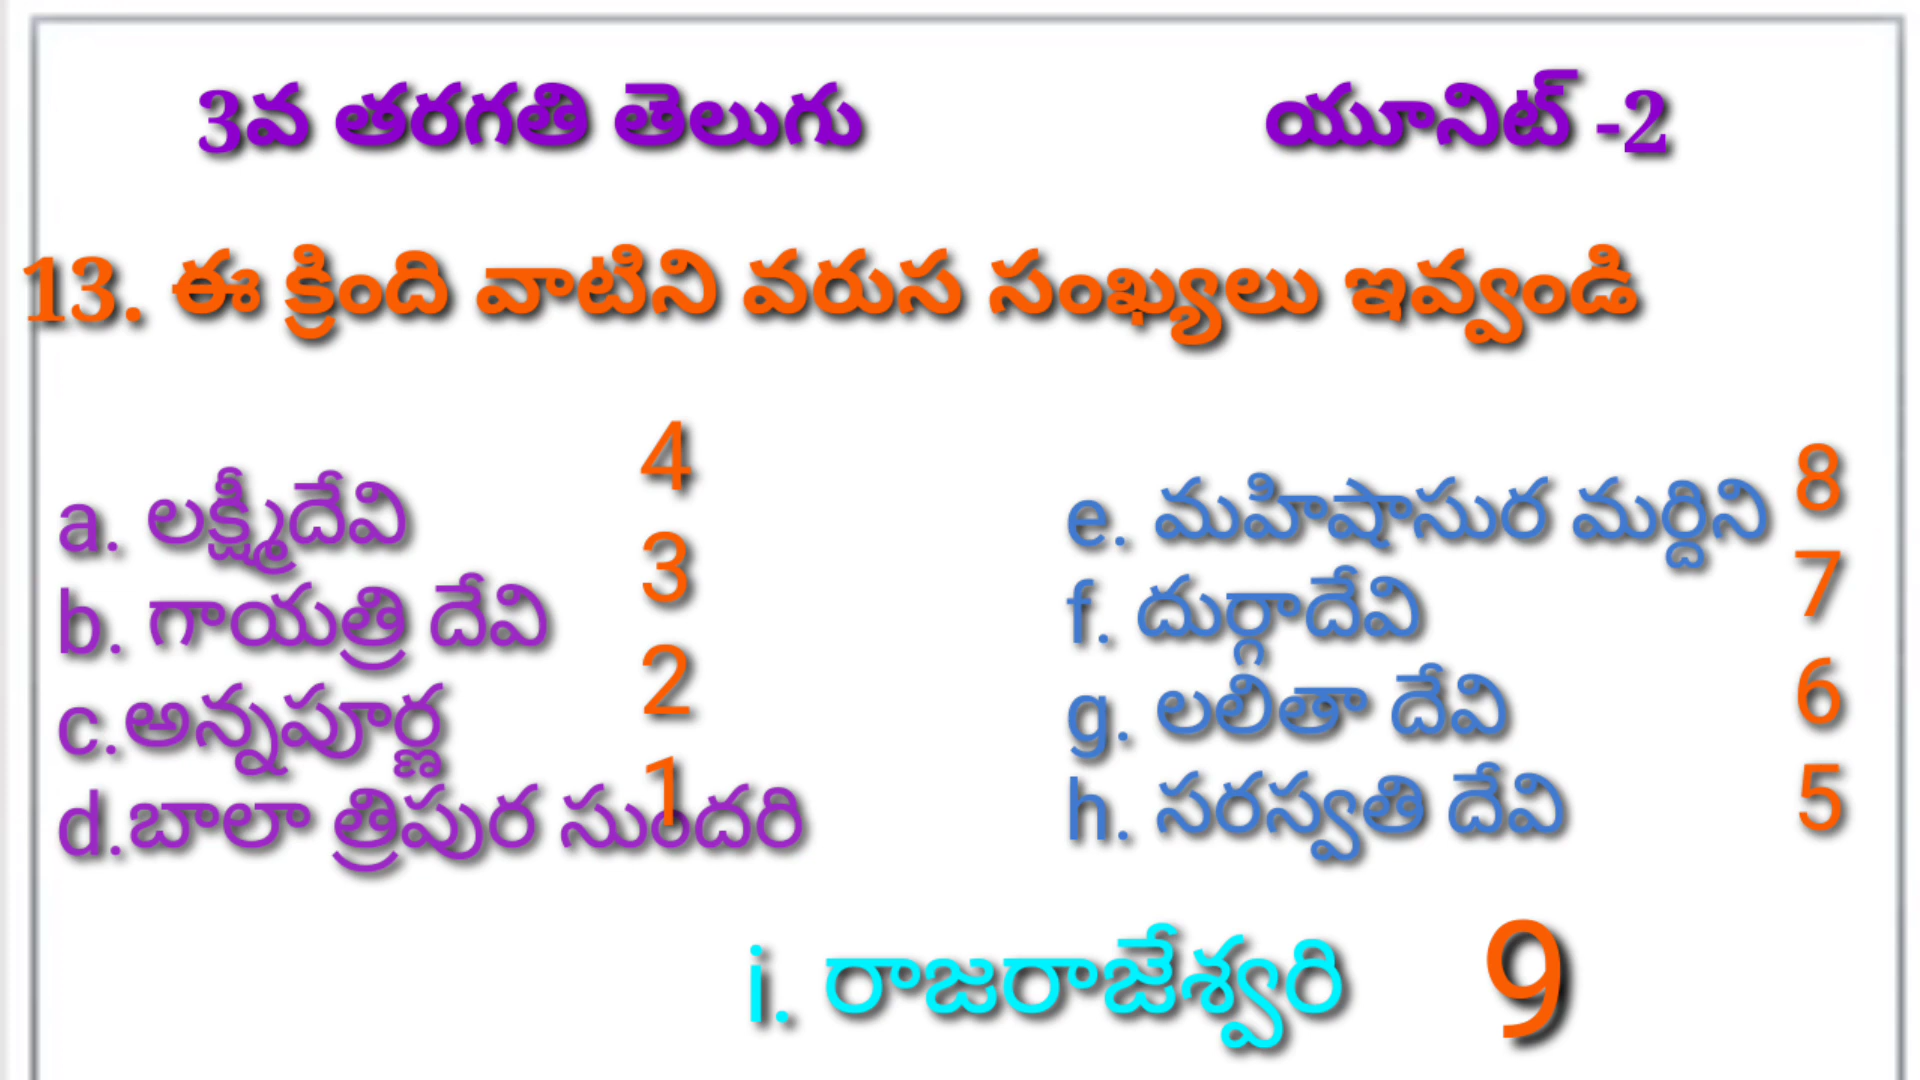 3వ తరగతి తెలుగు యూనిట్ -2
13. ఈ క్రింది వాటిని వరుస సంఖ్యలు ఇవ్వండి
a. లక్ష్మీదేవి 4
b. గాయత్రి దేవి 3
c.అన్నపూర్ణ 2
d.బాలా త్రిపుర సుందరి 1
e. మహిషాసుర మర్దిని 8
f. దుర్గాదేవి 7
g. లలితా దేవి 6
h. సరస్వతి దేవి 5
i. రాజరాజేశ్వరి 9